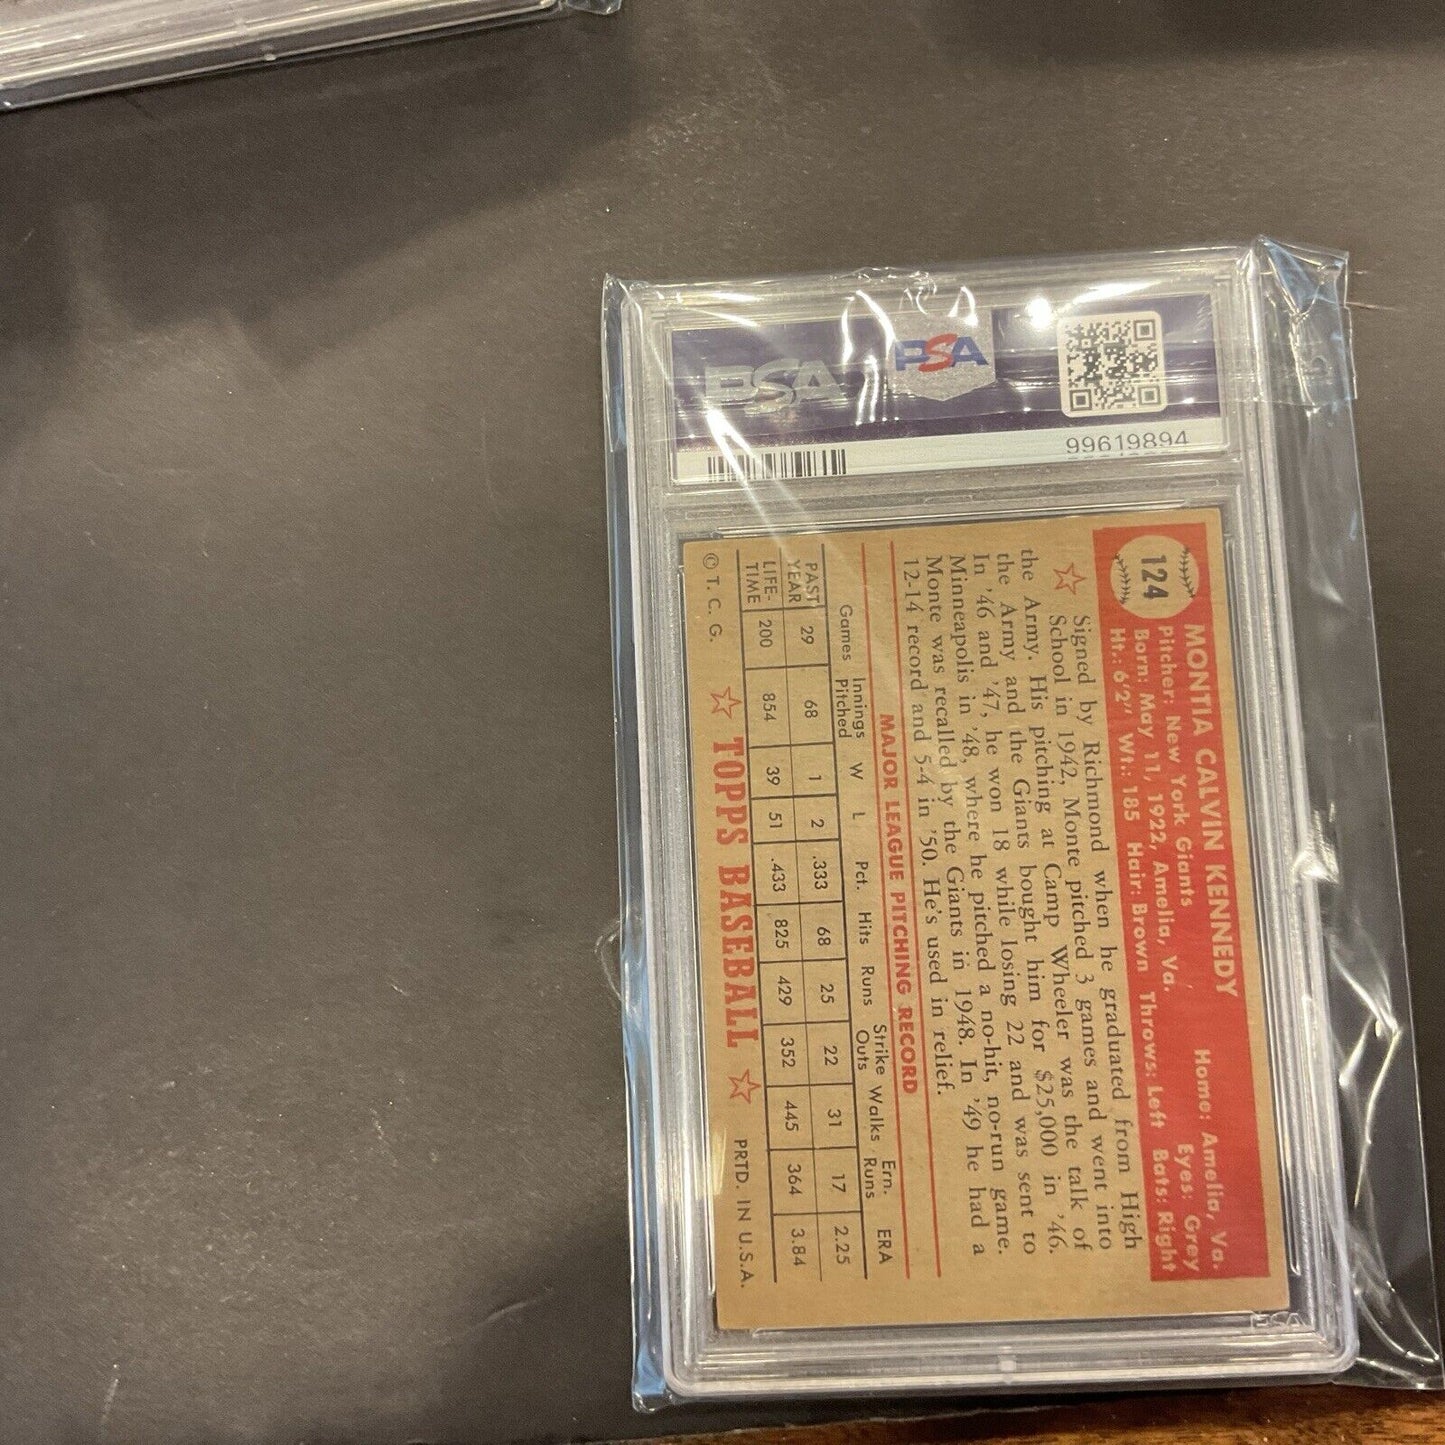 PSA
PSA
99619894
124
MONTIA CALVIN KENNEDY
Pitcher: New York Giants Home: Amelia, Va.
Born: May 11, 1922, Amelia, Va. Eyes: Grey
Ht.: 6'2" Wt.: 185 Hair: Brown Throws: Left Bats: Right
Signed by Richmond when he graduated from High
School in 1942, Monte pitched 3 games and went into
the Army. His pitching at Camp Wheeler was the talk of
the Army and the Giants bought him for $25,000 in '46.
In '46 and '47, he won 18 while losing 22 and was sent to
Minneapolis in '48, where he pitched a no-hit, no-run game.
Monte was recalled by the Giants in 1948. In '49 he had a
12-14 record and 5-4 in '50. He's used in relief.
MAJOR LEAGUE PITCHING RECORD
Games Innings Pitched W L Pct. Hits Runs Strike Outs Walks Ern. Runs ERA
PAST YEAR 29 68 1 2 .333 68 25 22 31 17 2.25
LIFE-TIME 200 854 39 51 .433 825 429 352 445 364 3.84
© T. C. G. TOPPS BASEBALL PRTD. IN U.S.A.
PSA